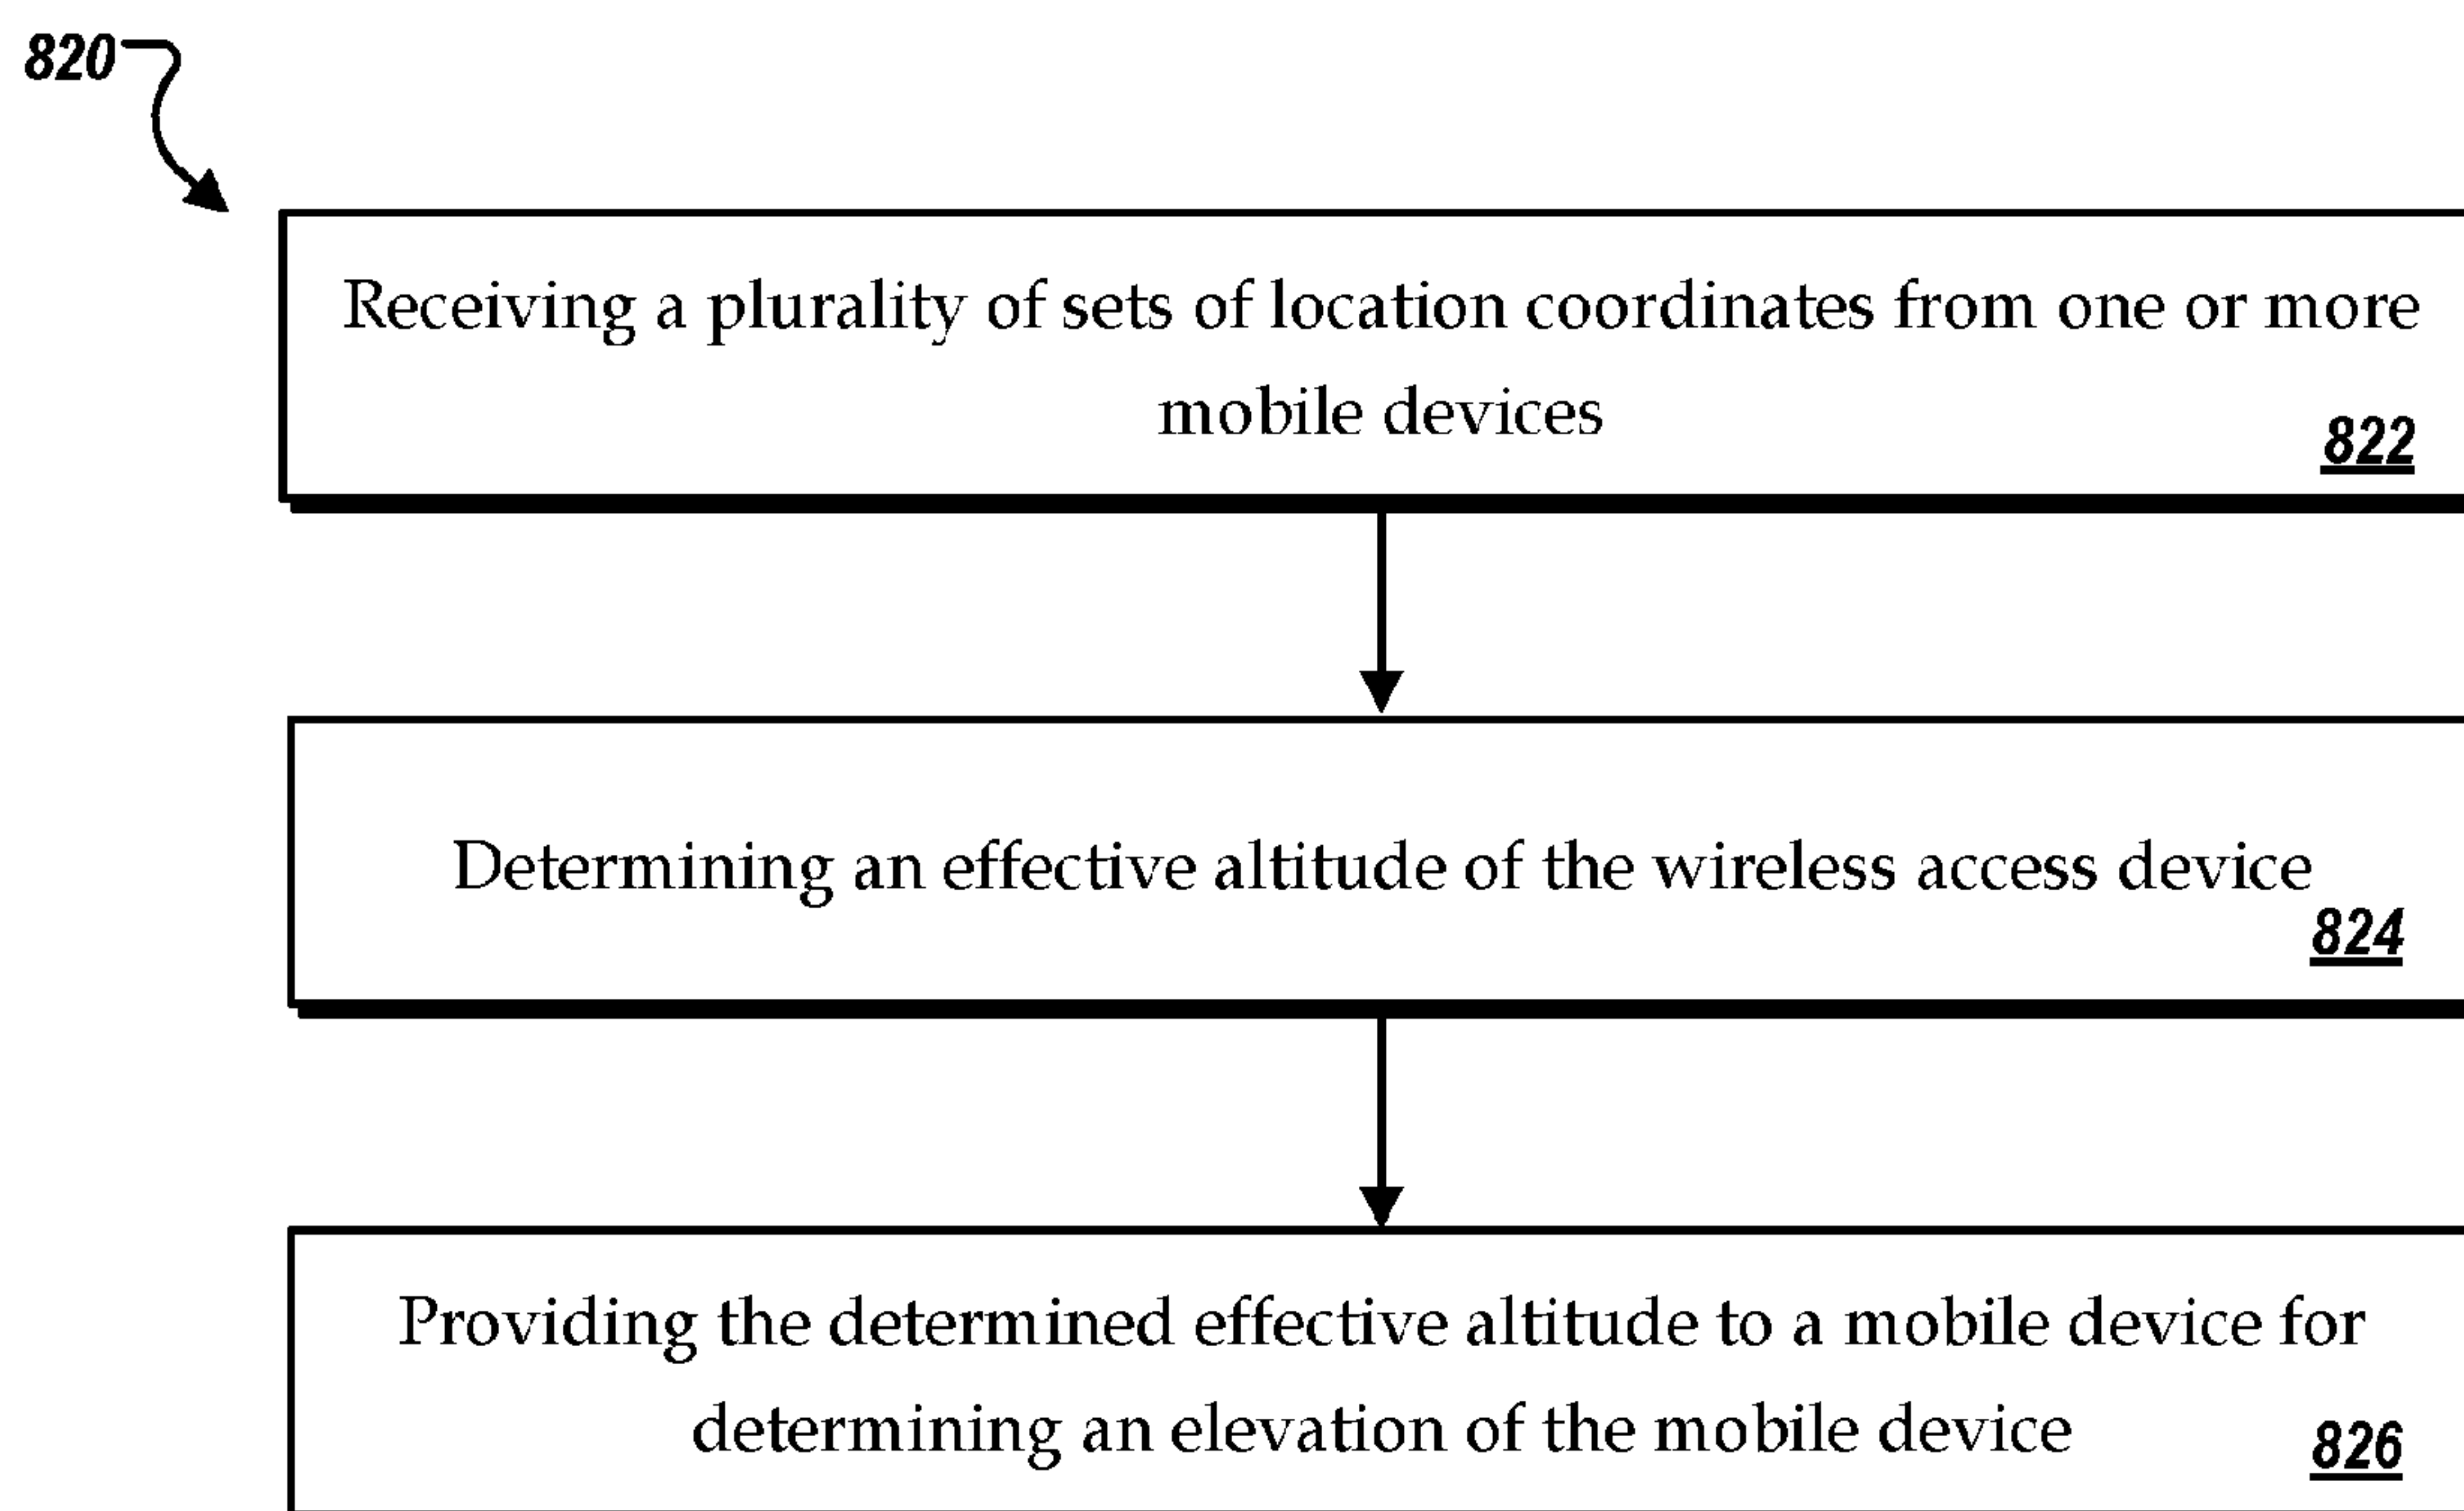 820
Receiving a plurality of sets of location coordinates from one or more
mobile devices
822
Determining an effective altitude of the wireless access device
824
Providing the determined effective altitude to a mobile device for
determining an elevation of the mobile device
826